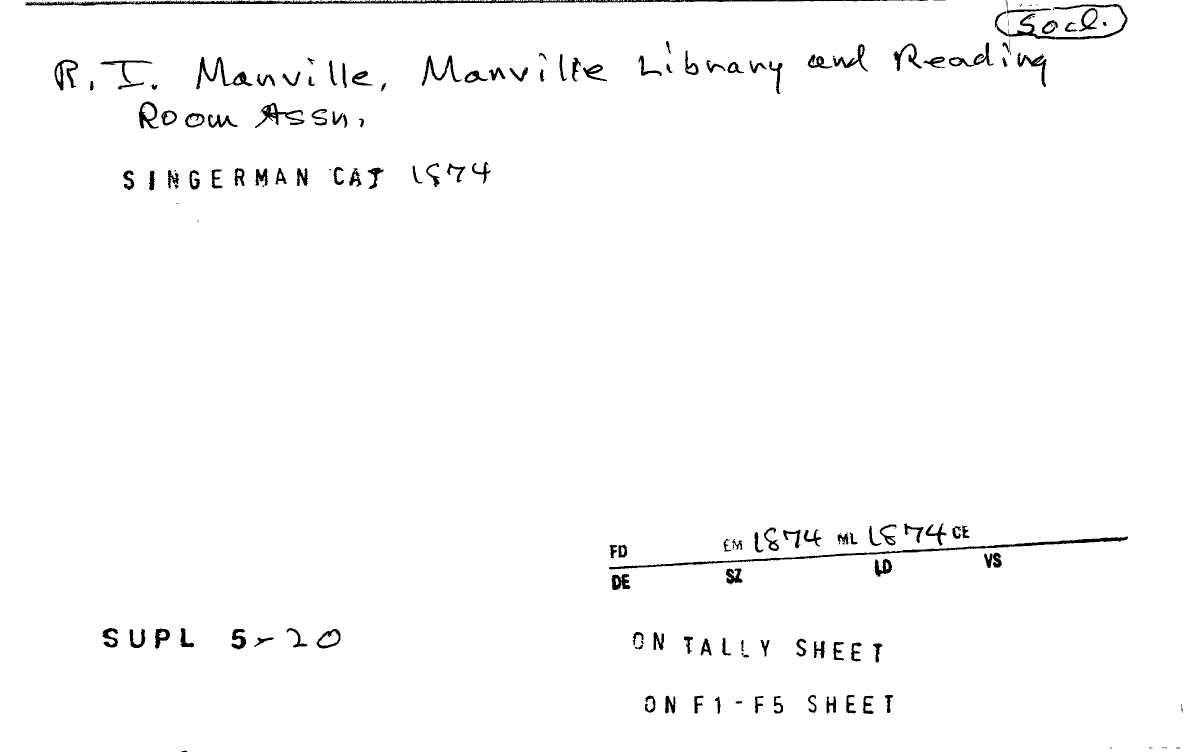 Socl.
R. I. Manville, Manville Library and Reading
Room Assn.
SINGERMAN CAT 1874
FD EM 1874 ML 1874 CE
DE SZ LD VS
SUPL 5-20
ON TALLY SHEET
ON F1-F5 SHEET